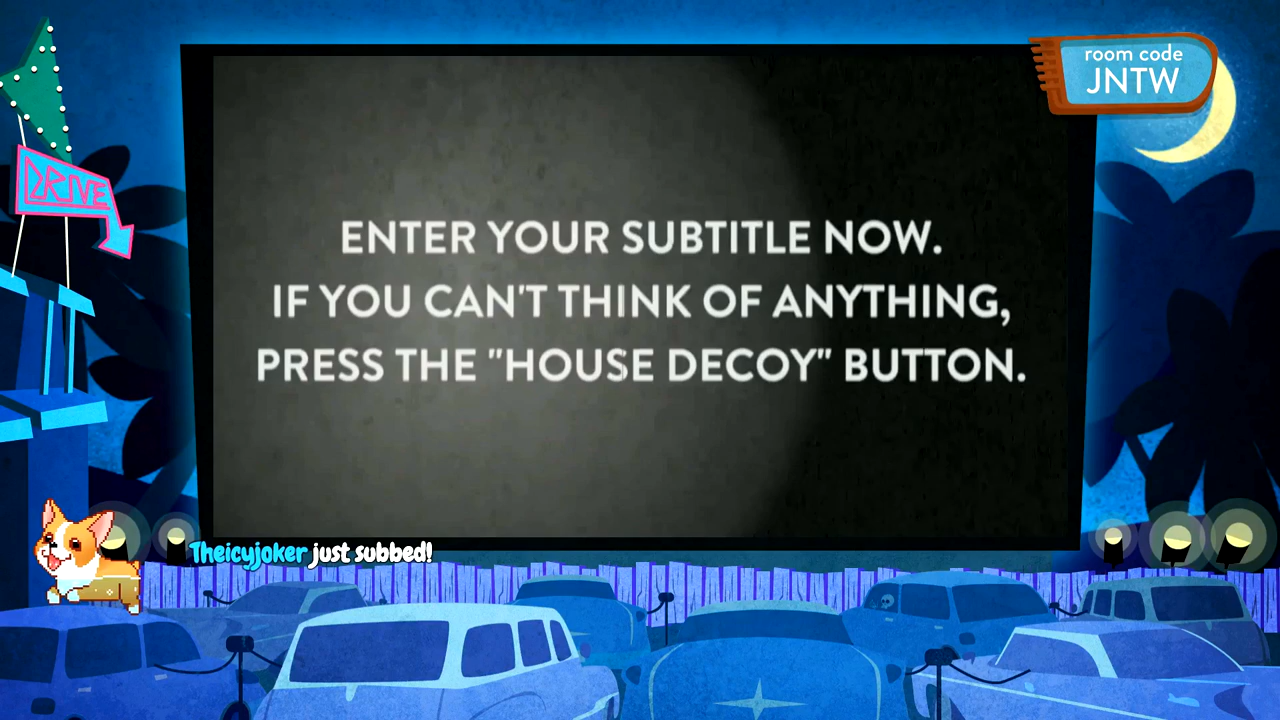 room code
JNTW
DRIVE
ENTER YOUR SUBTITLE NOW.
IF YOU CAN'T THINK OF ANYTHING,
PRESS THE "HOUSE DECOY" BUTTON.
Theicyjoker just subbed!